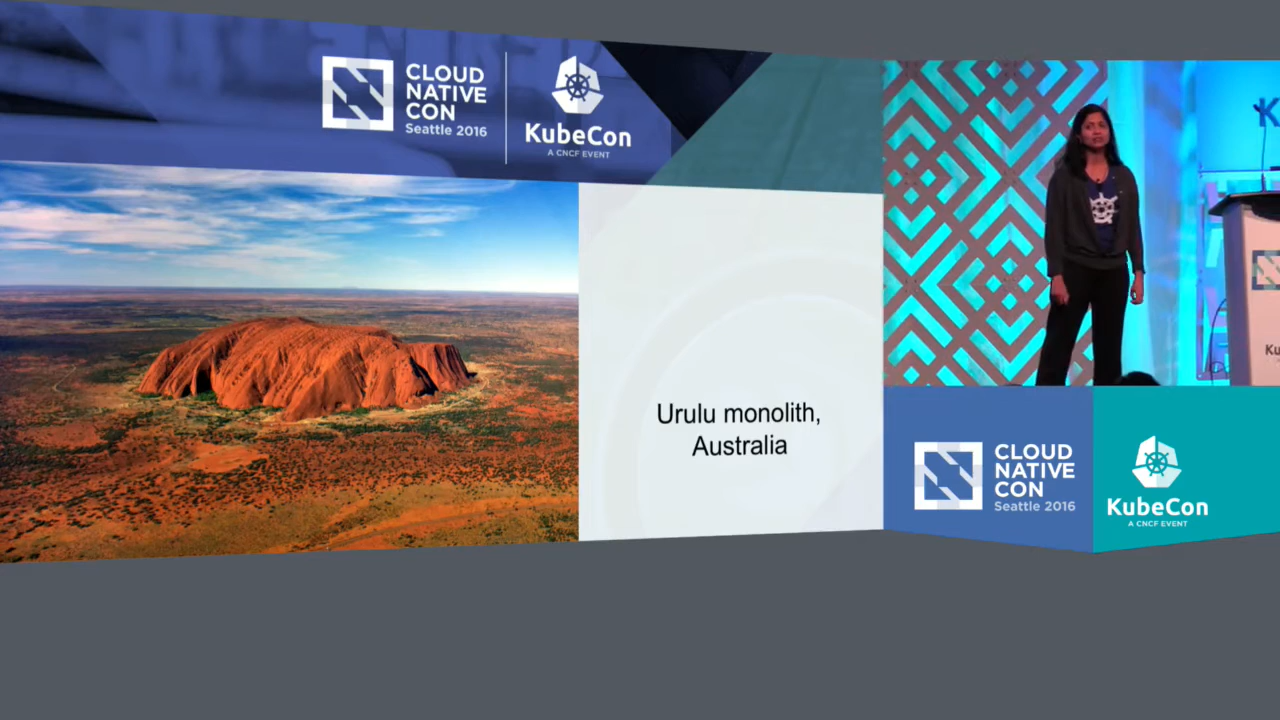 CLOUD
NATIVE
CON
Seattle 2016
KubeCon
A CNCF EVENT
Urulu monolith,
Australia
K
Ku
CLOUD
NATIVE
CON
Seattle 2016
KubeCon
A CNCF EVENT